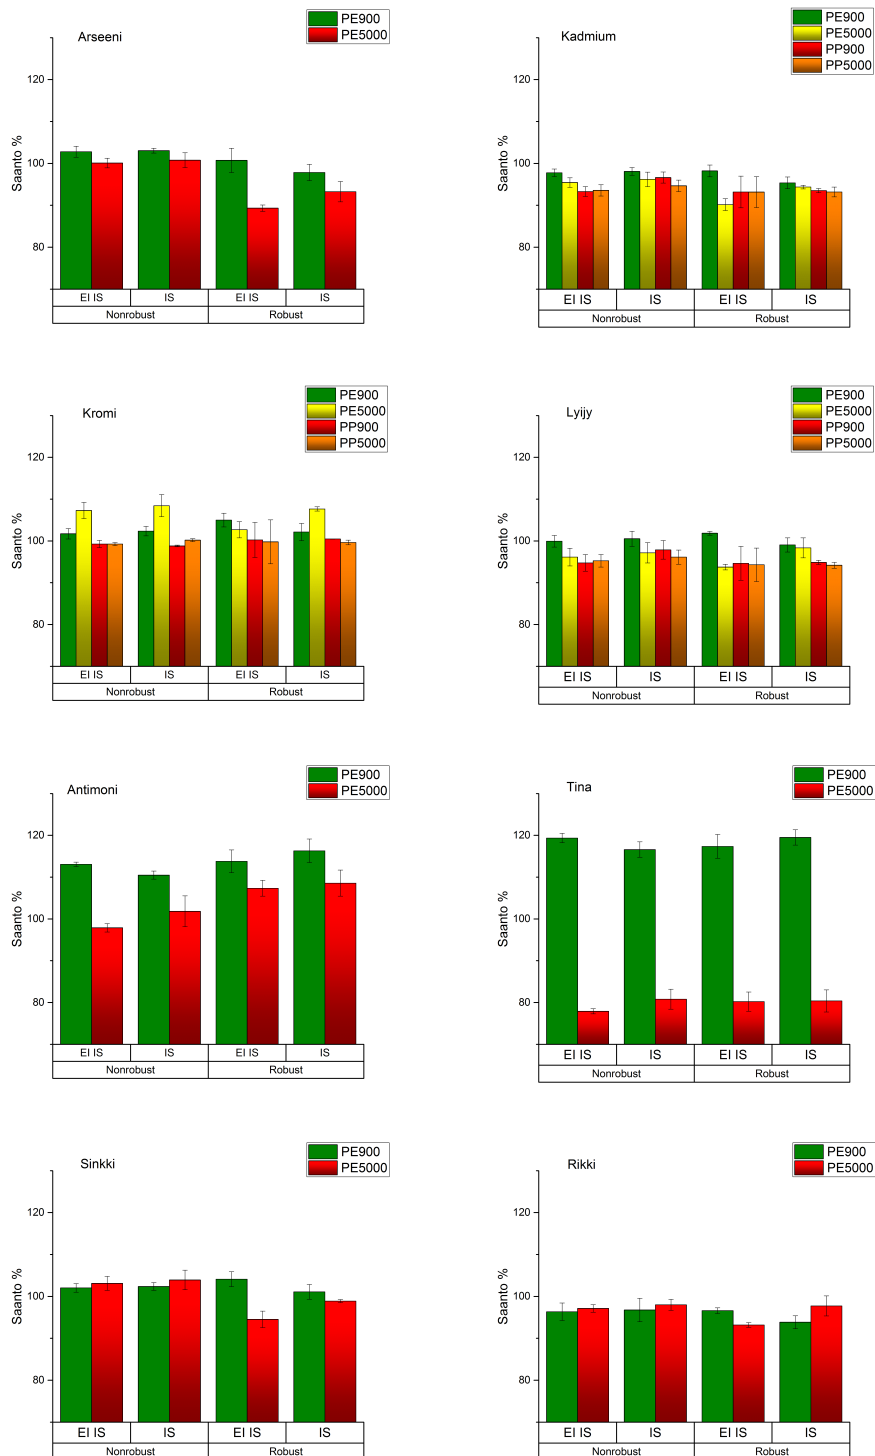 Arseeni
PE900
PE5000
Saanto %
120
100
80
EI IS
IS
EI IS
IS
Nonrobust
Robust
Kadmium
PE900
PE5000
PP900
PP5000
Saanto %
120
100
80
EI IS
IS
EI IS
IS
Nonrobust
Robust
Kromi
PE900
PE5000
PP900
PP5000
Saanto %
120
100
80
EI IS
IS
EI IS
IS
Nonrobust
Robust
Lyijy
PE900
PE5000
PP900
PP5000
Saanto %
120
100
80
EI IS
IS
EI IS
IS
Nonrobust
Robust
Antimoni
PE900
PE5000
Saanto %
120
100
80
EI IS
IS
EI IS
IS
Nonrobust
Robust
Tina
PE900
PE5000
Saanto %
120
100
80
EI IS
IS
EI IS
IS
Nonrobust
Robust
Sinkki
PE900
PE5000
Saanto %
120
100
80
EI IS
IS
EI IS
IS
Nonrobust
Robust
Rikki
PE900
PE5000
Saanto %
120
100
80
EI IS
IS
EI IS
IS
Nonrobust
Robust